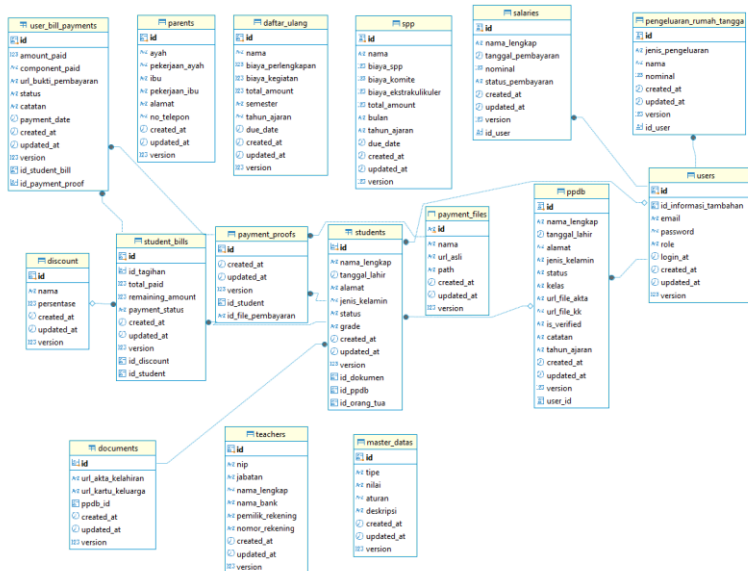 user_bill_payments
id
amount_paid
component_paid
url_bukti_pembayaran
status
catatan
payment_date
created_at
updated_at
version
id_student_bill
id_payment_proof
parents
id
ayah
pekerjaan_ayah
ibu
pekerjaan_ibu
alamat
no_telepon
created_at
updated_at
version
daftar_ulang
id
nama
biaya_perlengkapan
biaya_kegiatan
total_amount
semester
tahun_ajaran
due_date
created_at
updated_at
version
spp
id
nama
biaya_spp
biaya_komite
biaya_ekstrakulikuler
total_amount
bulan
tahun_ajaran
due_date
created_at
updated_at
version
salaries
id
nama_lengkap
tanggal_pembayaran
nominal
status_pembayaran
created_at
updated_at
version
id_user
pengeluaran_rumah_tangga
id
jenis_pengeluaran
nama
nominal
created_at
updated_at
version
id_user
discount
id
nama
persentase
created_at
updated_at
version
student_bills
id
id_tagihan
total_paid
remaining_amount
payment_status
created_at
updated_at
version
id_discount
id_student
payment_proofs
id
created_at
updated_at
version
id_student
id_file_pembayaran
students
id
nama_lengkap
tanggal_lahir
alamat
jenis_kelamin
status
grade
created_at
updated_at
version
id_dokumen
id_ppdb
id_orang_tua
payment_files
id
nama
url_asli
path
created_at
updated_at
version
ppdb
id
nama_lengkap
tanggal_lahir
alamat
jenis_kelamin
status
kelas
url_file_akta
url_file_kk
is_verified
catatan
tahun_ajaran
created_at
updated_at
version
user_id
users
id
id_informasi_tambahan
email
password
role
login_at
created_at
updated_at
version
documents
id
url_akta_kelahiran
url_kartu_keluarga
ppdb_id
created_at
updated_at
version
teachers
id
nip
jabatan
nama_lengkap
nama_bank
pemilik_rekening
nomor_rekening
created_at
updated_at
version
master_datas
id
tipe
nilai
aturan
deskripsi
created_at
updated_at
version